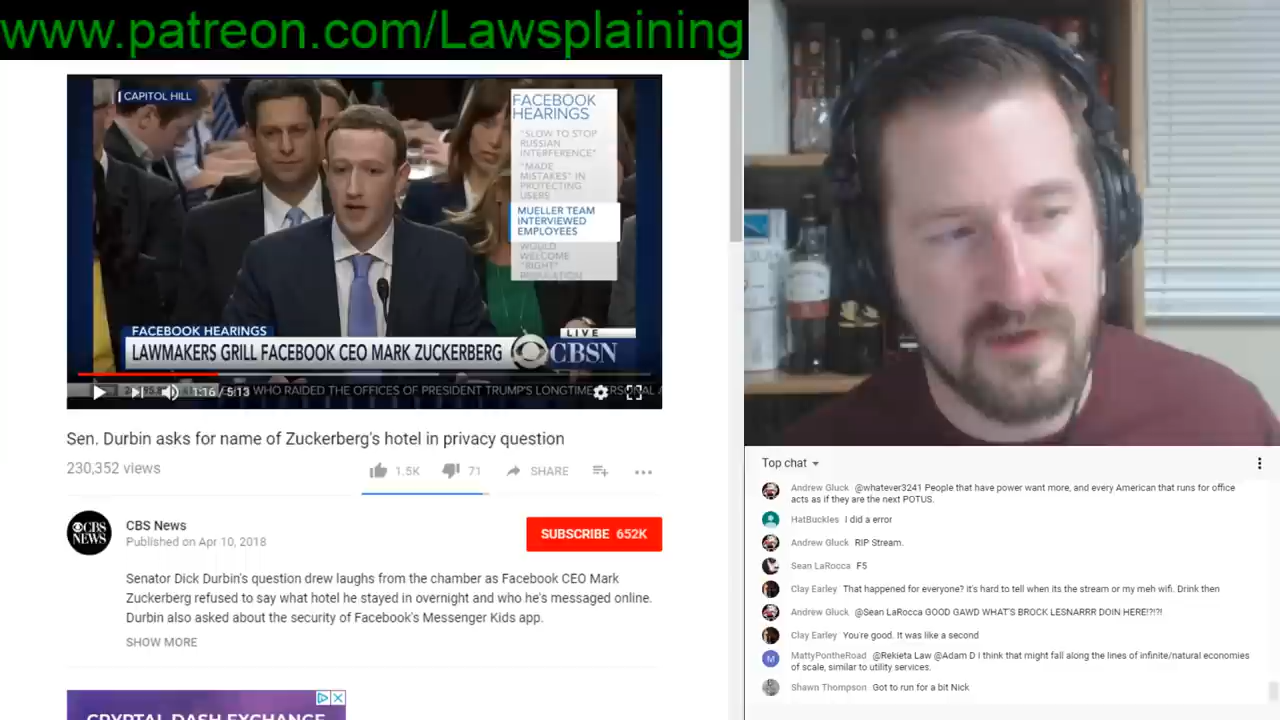 www.patreon.com/Lawsplaining
CAPITOL HILL
FACEBOOK
HEARINGS
"SLOW TO STOP
RUSSIAN
INTERFERENCE"
"MADE
MISTAKES" IN
PROTECTING
USERS
MUELLER TEAM
INTERVIEWED
EMPLOYEES
WOULD
WELCOME
"RIGHT"
REGULATION
FACEBOOK HEARINGS
LIVE
LAWMAKERS GRILL FACEBOOK CEO MARK ZUCKERBERG
CBSN
1:16 / 5:13
WHO RAIDED THE OFFICES OF PRESIDENT TRUMP'S LONGTIME PERSONAL
Sen. Durbin asks for name of Zuckerberg's hotel in privacy question
230,352 views
1.5K 71 SHARE
CBS NEWS
CBS News
Published on Apr 10, 2018
SUBSCRIBE 652K
Senator Dick Durbin's question drew laughs from the chamber as Facebook CEO Mark
Zuckerberg refused to say what hotel he stayed in overnight and who he's messaged online.
Durbin also asked about the security of Facebook's Messenger Kids app.
SHOW MORE
CRYPTAL DASH EXCHANGE
Top chat
Andrew Gluck @whatever3241 People that have power want more, and every American that runs for office
acts as if they are the next POTUS.
HatBuckles I did a error
Andrew Gluck RIP Stream.
Sean LaRocca F5
Clay Earley That happened for everyone? It's hard to tell when its the stream or my meh wifi. Drink then
Andrew Gluck @Sean LaRocca GOOD GAWD WHAT'S BROCK LESNARRR DOIN HERE!?!?!
Clay Earley You're good. It was like a second
M
MattyPontheRoad @Rekieta Law @Adam D I think that might fall along the lines of infinite/natural economies
of scale, similar to utility services.
Shawn Thompson Got to run for a bit Nick